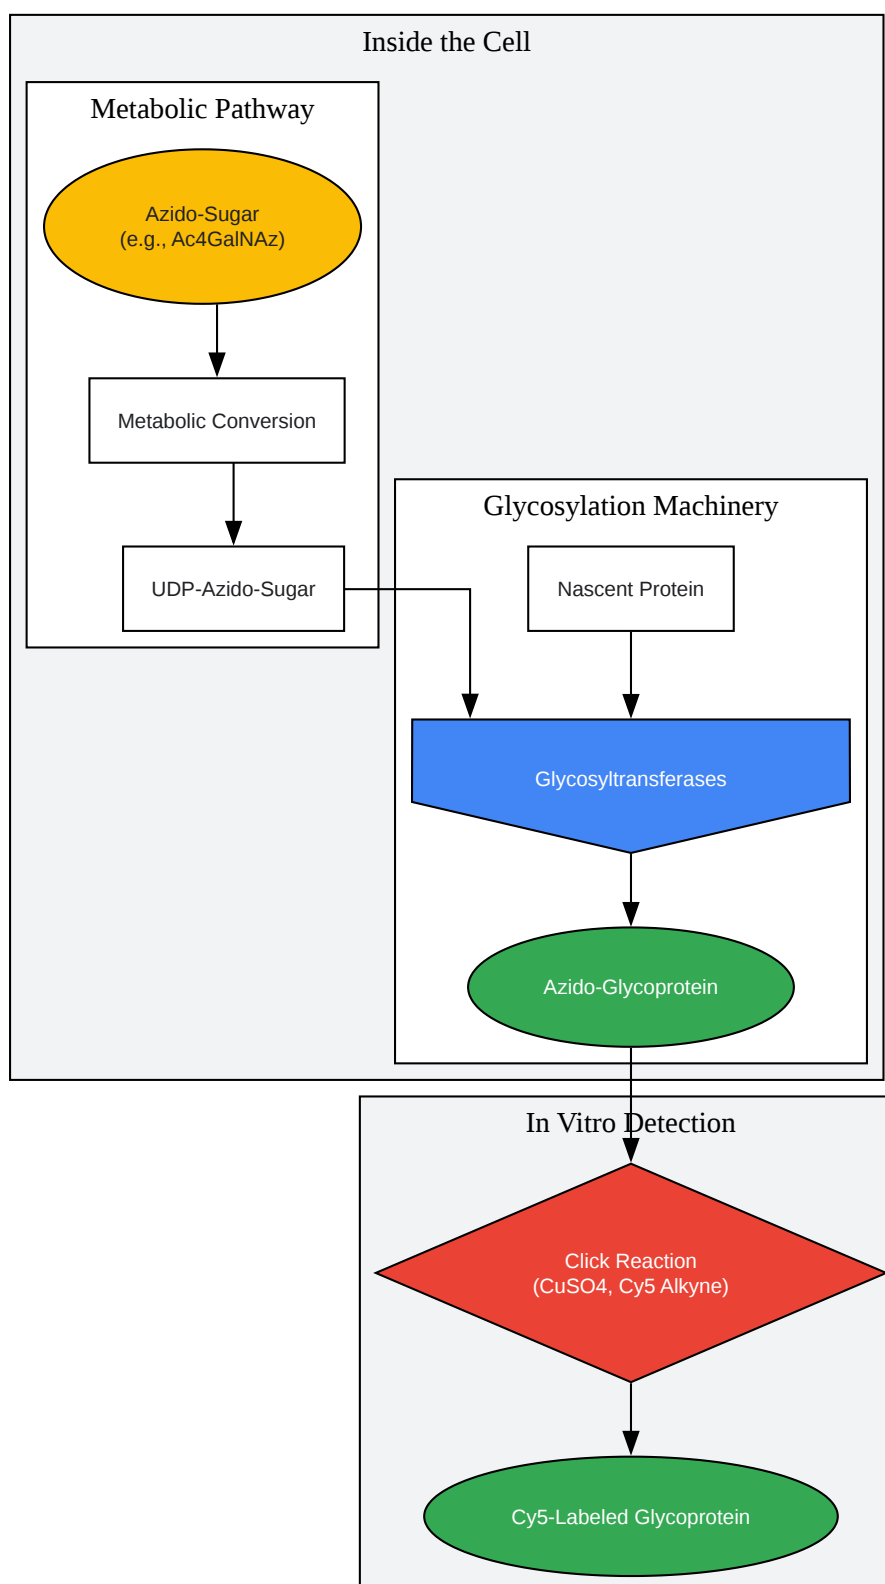 Inside the Cell
Metabolic Pathway
Azido-Sugar
(e.g., Ac4GalNAz)
Metabolic Conversion
UDP-Azido-Sugar
Glycosylation Machinery
Nascent Protein
Glycosyltransferases
Azido-Glycoprotein
In Vitro Detection
Click Reaction
(CuSO4, Cy5 Alkyne)
Cy5-Labeled Glycoprotein